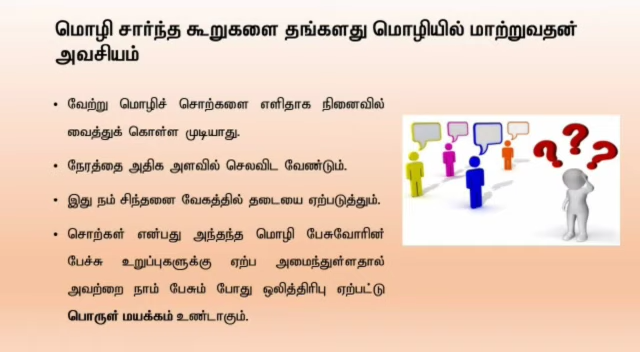 மொழி சார்ந்த கூறுகளை தங்களது மொழியில் மாற்றுவதன்
அவசியம்
• வேற்று மொழிச் சொற்களை எளிதாக நினைவில்
வைத்துக் கொள்ள முடியாது.
• நேரத்தை அதிக அளவில் செலவிட வேண்டும்.
• இது நம் சிந்தனை வேகத்தில் தடையை ஏற்படுத்தும்.
• சொற்கள் என்பது அந்தந்த மொழி பேசுவோரின்
பேச்சு உறுப்புகளுக்கு ஏற்ப அமைந்துள்ளதால்
அவற்றை நாம் பேசும் போது ஒலித்திரிபு ஏற்பட்டு
பொருள் மயக்கம் உண்டாகும்.